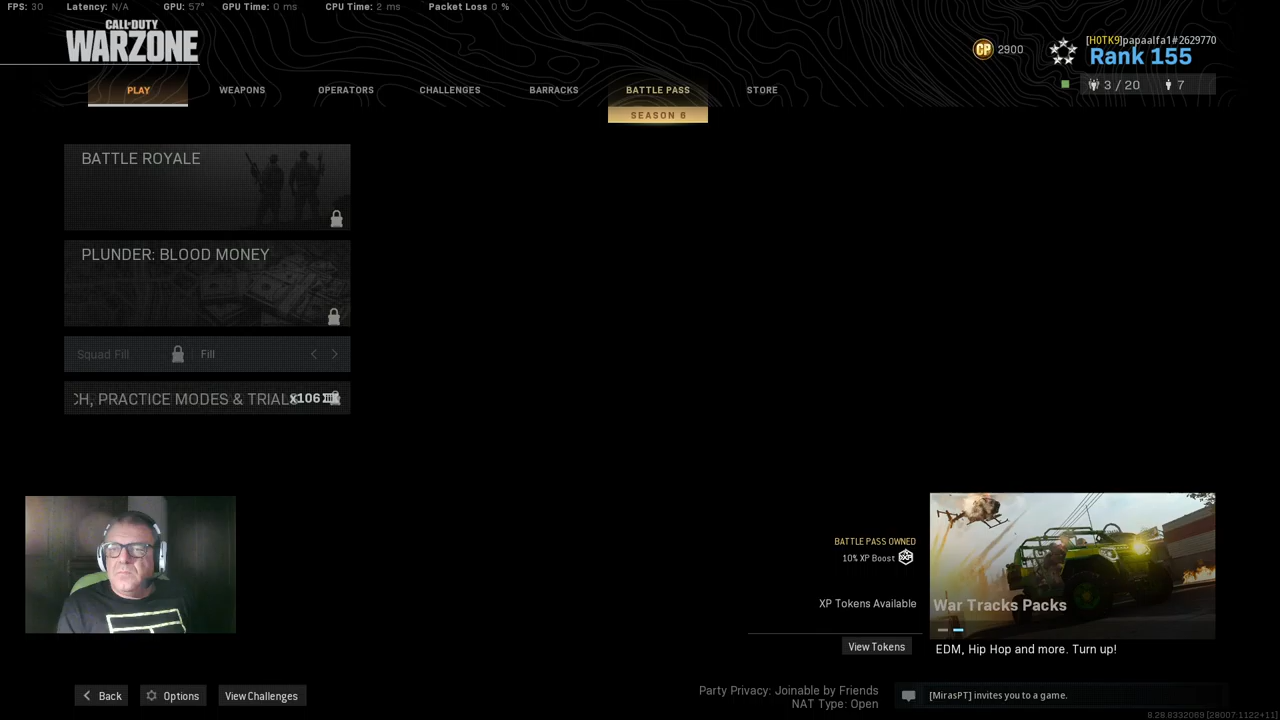 FPS: 30 Latency: N/A GPU: 57° GPU Time: 0 ms CPU Time: 2 ms Packet Loss 0 %
CALL OF DUTY
WARZONE
CP 2900
[H0TK9]papaalfa1#2629770
Rank 155
3 / 20 7
PLAY WEAPONS OPERATORS CHALLENGES BARRACKS BATTLE PASS STORE
SEASON 6
BATTLE ROYALE
PLUNDER: BLOOD MONEY
Squad Fill Fill
CH, PRACTICE MODES & TRIALS x106
BATTLE PASS OWNED
10% XP Boost
XP Tokens Available
View Tokens
War Tracks Packs
EDM, Hip Hop and more. Turn up!
Back Options View Challenges
Party Privacy: Joinable by Friends
NAT Type: Open
[MirasPT] invites you to a game.